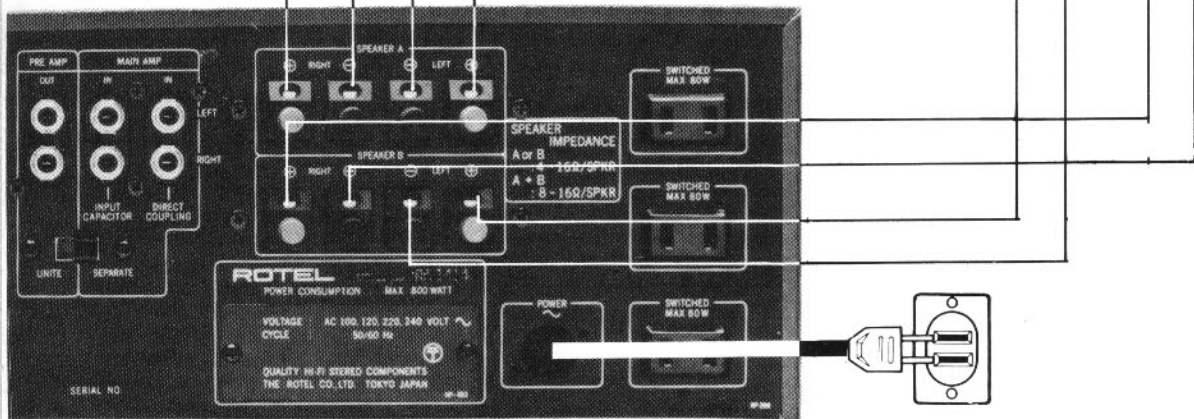 PRE AMP
MAIN AMP
OUT
IN
IN
LEFT
RIGHT
INPUT CAPACITOR
DIRECT COUPLING
UNITE
SEPARATE
SERIAL NO
SPEAKER A
⊕ RIGHT ⊖ ⊖ LEFT ⊕
SPEAKER B
RIGHT LEFT ⊕
SPEAKER
IMPEDANCE
A or B
4-16Ω/SPKR
A + B
: 8-16Ω/SPKR
SWITCHED
MAX 80W
SWITCHED
MAX 80W
SWITCHED
MAX 80W
POWER
~
ROTEL
POWER CONSUMPTION MAX 800 WATT
VOLTAGE : AC 100, 120, 220, 240 VOLT ~
CYCLE 50/60 Hz
QUALITY HI-FI STEREO COMPONENTS
THE ROTEL CO., LTD. TOKYO JAPAN